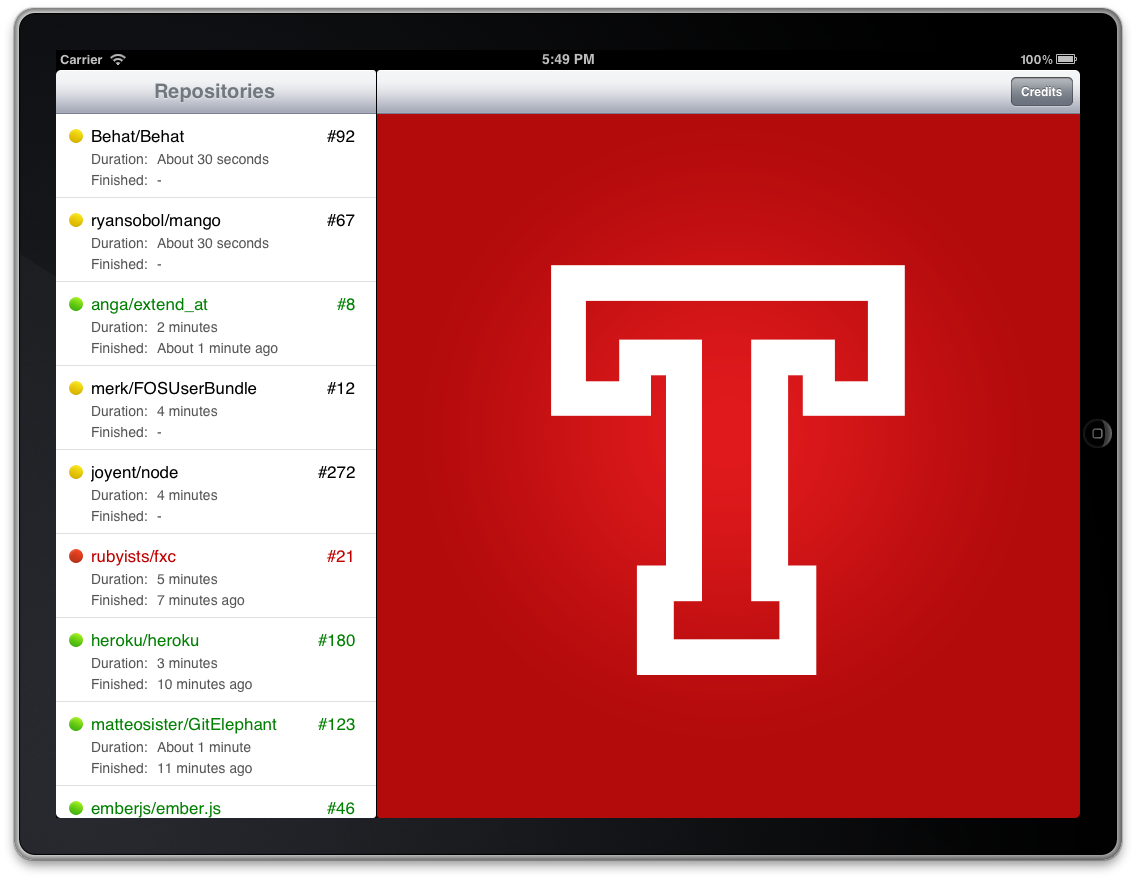 Carrier 5:49 PM 100%
Repositories Credits
Behat/Behat #92
Duration: About 30 seconds
Finished: -
ryansobol/mango #67
Duration: About 30 seconds
Finished: -
anga/extend_at #8
Duration: 2 minutes
Finished: About 1 minute ago
merk/FOSUserBundle #12
Duration: 4 minutes
Finished: -
joyent/node #272
Duration: 4 minutes
Finished: -
rubyists/fxc #21
Duration: 5 minutes
Finished: 7 minutes ago
heroku/heroku #180
Duration: 3 minutes
Finished: 10 minutes ago
matteosister/GitElephant #123
Duration: About 1 minute
Finished: 11 minutes ago
emberjs/ember.js #46
T